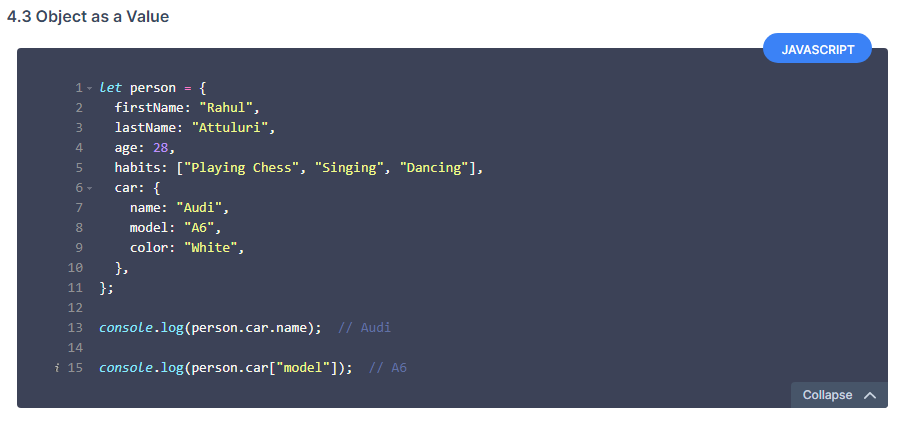 4.3 Object as a Value
JAVASCRIPT
1 let person = {
2 firstName: "Rahul",
3 lastName: "Attuluri",
4 age: 28,
5 habits: ["Playing Chess", "Singing", "Dancing"],
6 car: {
7 name: "Audi",
8 model: "A6",
9 color: "White",
10 },
11 };
12
13 console.log(person.car.name);  // Audi
14
i 15 console.log(person.car["model"]);  // A6
Collapse